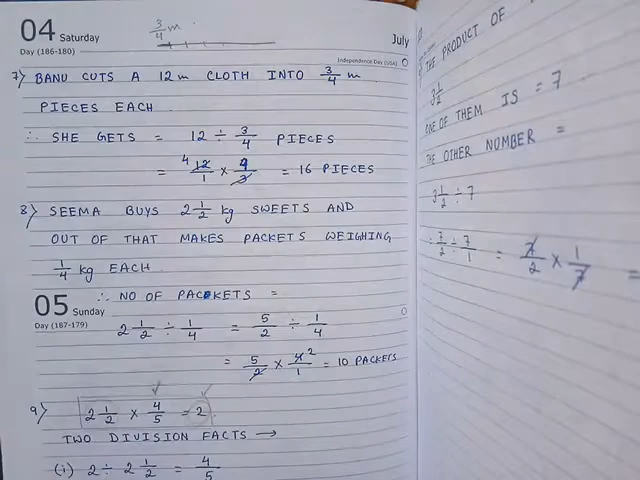 04 Saturday
Day (186-180)
3/4 m
July
Independence Day (USA)
7) BANU CUTS A 12 m CLOTH INTO 3/4 m
PIECES EACH.
∴ SHE GETS = 12 ÷ 3/4 PIECES
= 4 12/1 × 4/3 = 16 PIECES
8) SEEMA BUYS 2 1/2 kg SWEETS AND
OUT OF THAT MAKES PACKETS WEIGHING
1/4 kg EACH.
∴ NO OF PACKETS =
05 Sunday
Day (187-179)
2 1/2 ÷ 1/4 = 5/2 ÷ 1/4
= 5/2 × 4 2/1 = 10 PACKETS
9) 2 1/2 × 4/5 = 2
TWO DIVISION FACTS →
(i) 2 ÷ 2 1/2 = 4/5
THE PRODUCT OF
3 1/2
ONE OF THEM IS = 7
THE OTHER NUMBER =
3 1/2 ÷ 7
÷ 7/2 ÷ 7/1 = 7/2 × 1/7 =